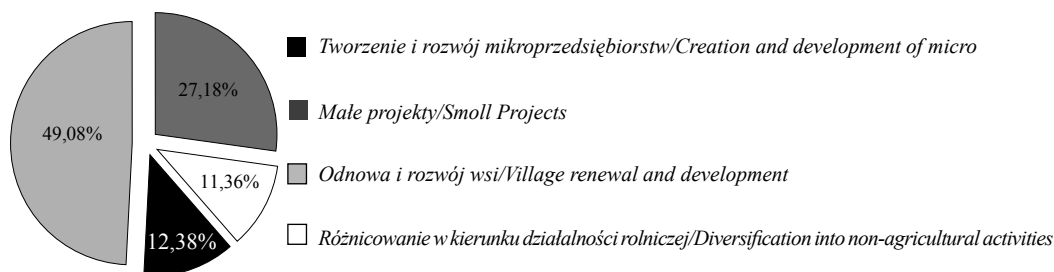 27,18%
49,08%
11,36%
12,38%
Tworzenie i rozwój mikroprzedsiębiorstw/Creation and development of micro
Małe projekty/Smoll Projects
Odnowa i rozwój wsi/Village renewal and development
Różnicowanie w kierunku działalności rolniczej/Diversification into non-agricultural activities